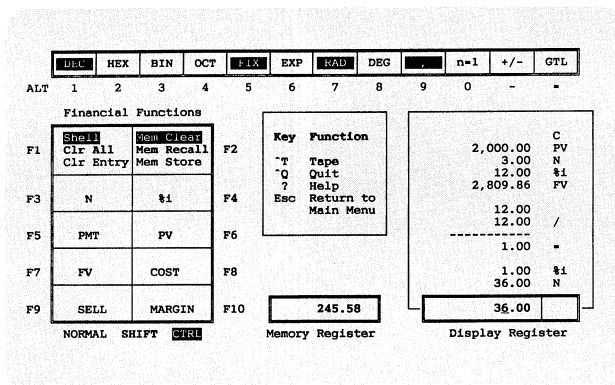 DEC HEX BIN OCT FIX EXP RAD DEG , n=1 +/- GTL
ALT 1 2 3 4 5 6 7 8 9 0 - =
Financial Functions
F1 Shell Mem Clear F2
Clr All Mem Recall
Clr Entry Mem Store
F3 N %i F4
F5 PMT PV F6
F7 FV COST F8
F9 SELL MARGIN F10
NORMAL SHIFT CTRL
Key Function
^T Tape
^Q Quit
? Help
Esc Return to
Main Menu
245.58
Memory Register
C
2,000.00 PV
3.00 N
12.00 %i
2,809.86 FV
12.00
12.00 /
------------
1.00 =
1.00 %i
36.00 N
36.00
Display Register